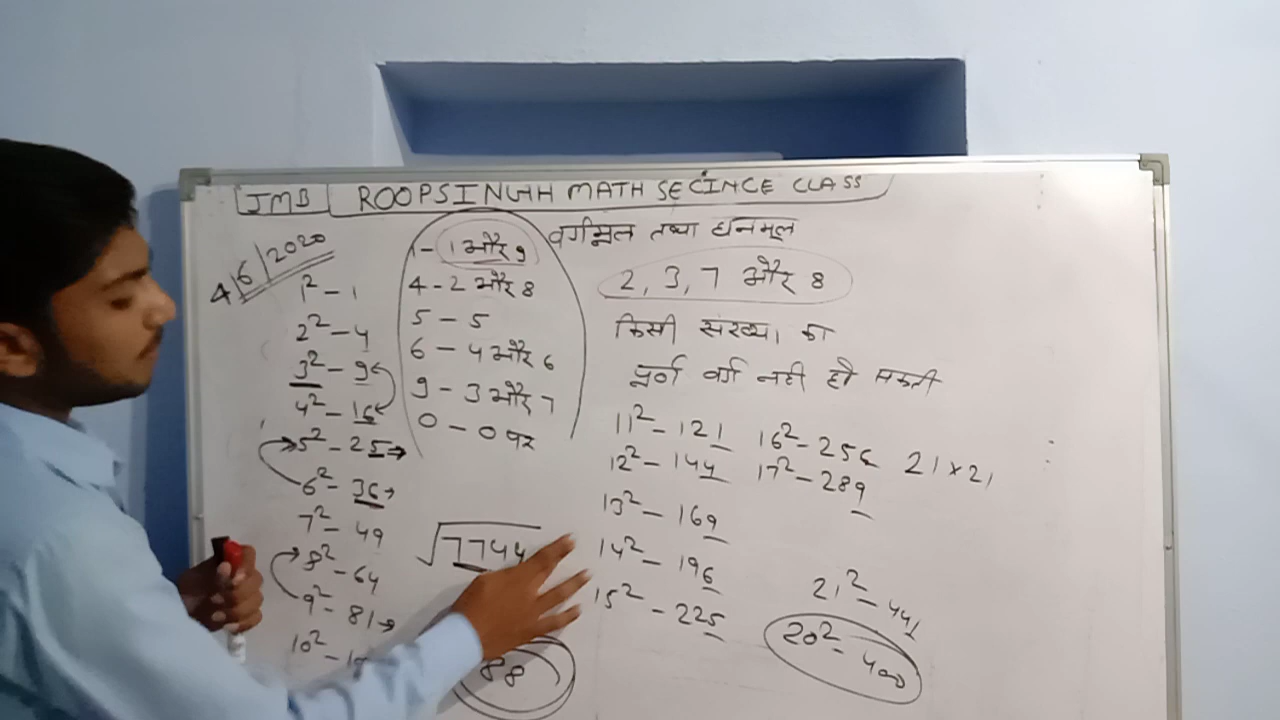 JMB ROOPSINGH MATH SECINCE CLASS
4/6/2020
वर्गमूल तथा घनमूल
1² - 1
2² - 4
3² - 9
4² - 16
5² - 25
6² - 36
7² - 49
8² - 64
9² - 81
10² - 10
1 - 1 और 9
4 - 2 और 8
5 - 5
6 - 4 और 6
9 - 3 और 7
0 - 0 पर
√7744
88
2, 3, 7 और 8
किसी संख्या का
पूर्ण वर्ग नही हो सकती
11² - 121
12² - 144
13² - 169
14² - 196
15² - 225
16² - 256
17² - 289
21 x 21
21² - 441
20² - 400